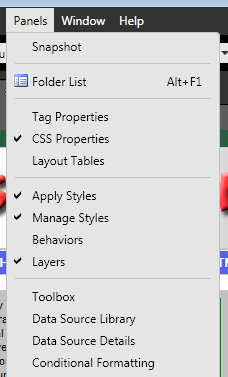 Panels Window Help
Snapshot
Folder List Alt+F1
Tag Properties
CSS Properties
Layout Tables
Apply Styles
Manage Styles
Behaviors
Layers
Toolbox
Data Source Library
Data Source Details
Conditional Formatting